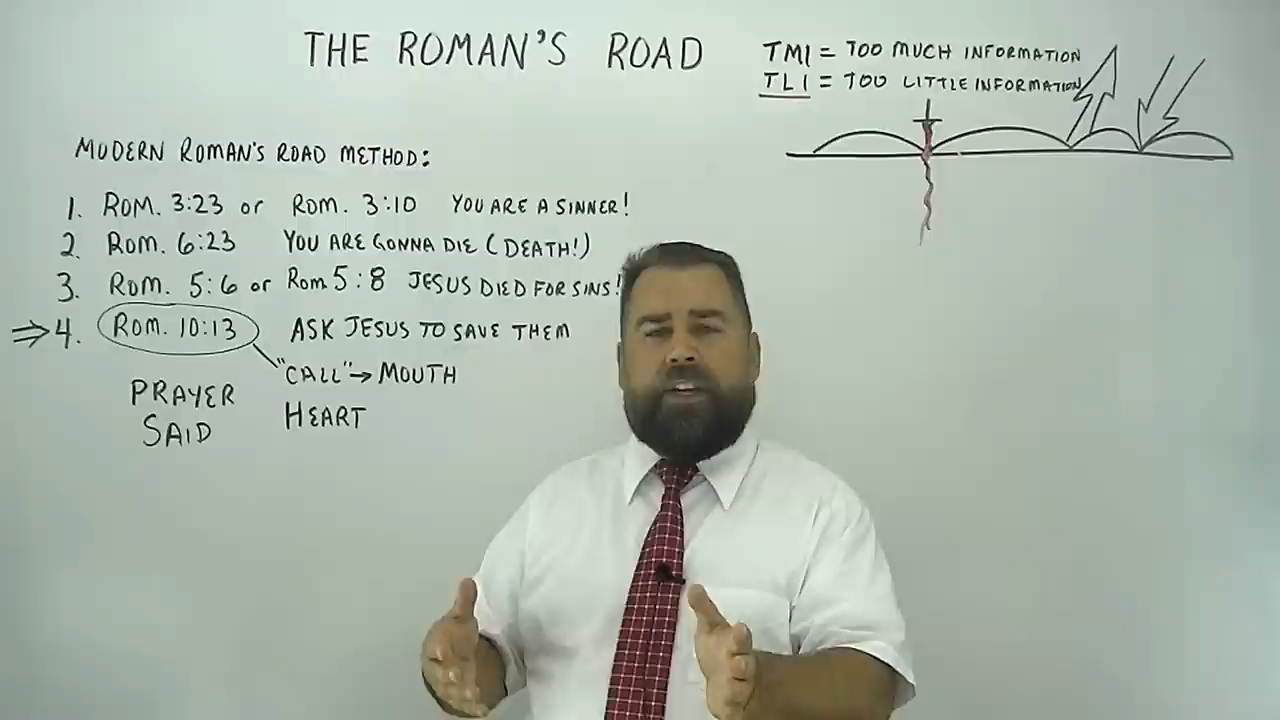 THE ROMAN'S ROAD
TMI = TOO MUCH INFORMATION
TLI = TOO LITTLE INFORMATION
MODERN ROMAN'S ROAD METHOD:
1. ROM. 3:23 or ROM. 3:10 YOU ARE A SINNER!
2. ROM. 6:23 YOU ARE GONNA DIE (DEATH!)
3. ROM. 5:6 or ROM 5:8 JESUS DIED FOR SINS!
⇒ 4. ROM. 10:13 ASK JESUS TO SAVE THEM
"CALL" → MOUTH
PRAYER HEART
SAID